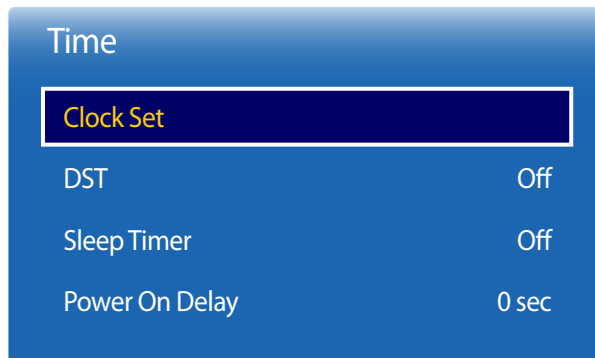 Time
Clock Set
DST Off
Sleep Timer Off
Power On Delay 0 sec